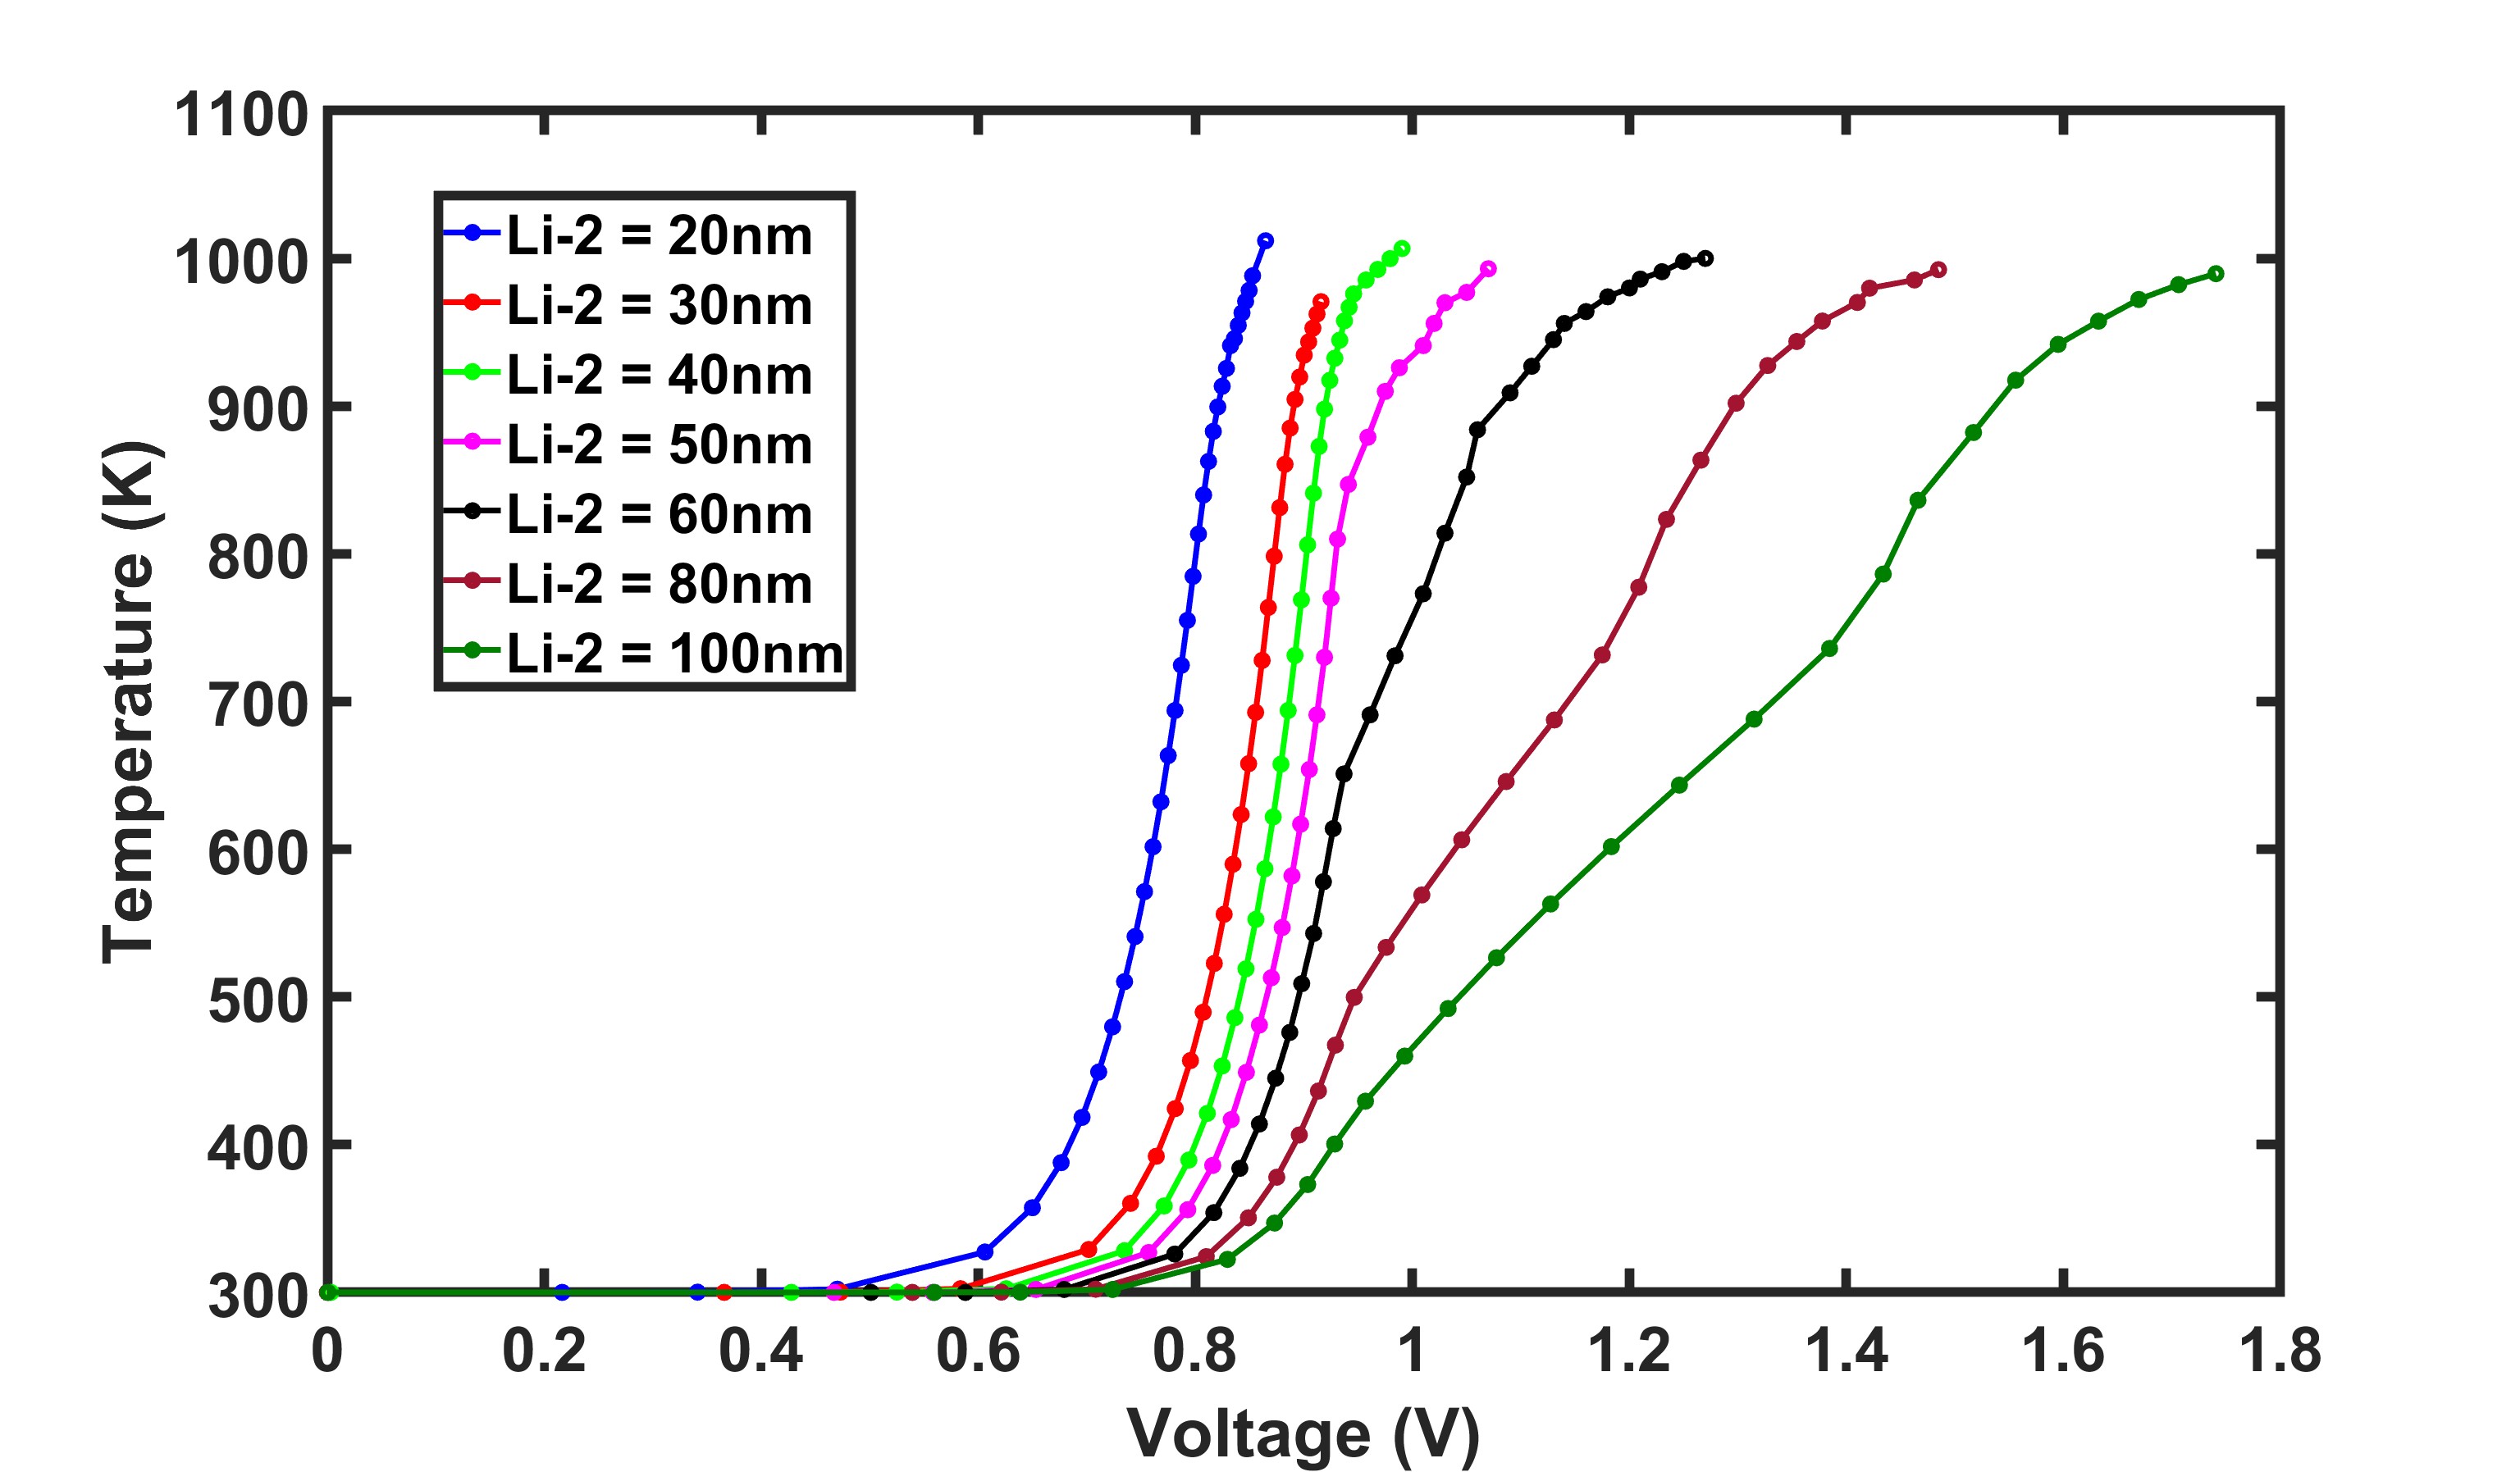 1100
1000
900
800
700
600
500
400
300
Temperature (K)
Li-2 = 20nm
Li-2 = 30nm
Li-2 = 40nm
Li-2 = 50nm
Li-2 = 60nm
Li-2 = 80nm
Li-2 = 100nm
0 0.2 0.4 0.6 0.8 1 1.2 1.4 1.6 1.8
Voltage (V)